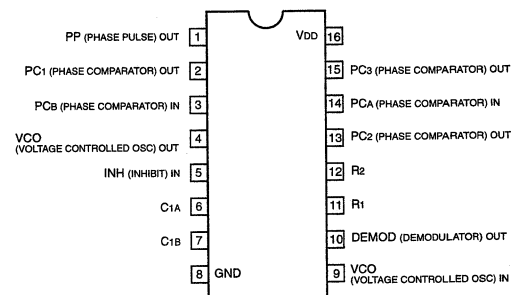 PP (PHASE PULSE) OUT 1
PC1 (PHASE COMPARATOR) OUT 2
PCB (PHASE COMPARATOR) IN 3
VCO 4
(VOLTAGE CONTROLLED OSC) OUT
INH (INHIBIT) IN 5
C1A 6
C1B 7
8 GND
VDD 16
15 PC3 (PHASE COMPARATOR) OUT
14 PCA (PHASE COMPARATOR) IN
13 PC2 (PHASE COMPARATOR) OUT
12 R2
11 R1
10 DEMOD (DEMODULATOR) OUT
9 VCO
(VOLTAGE CONTROLLED OSC) IN